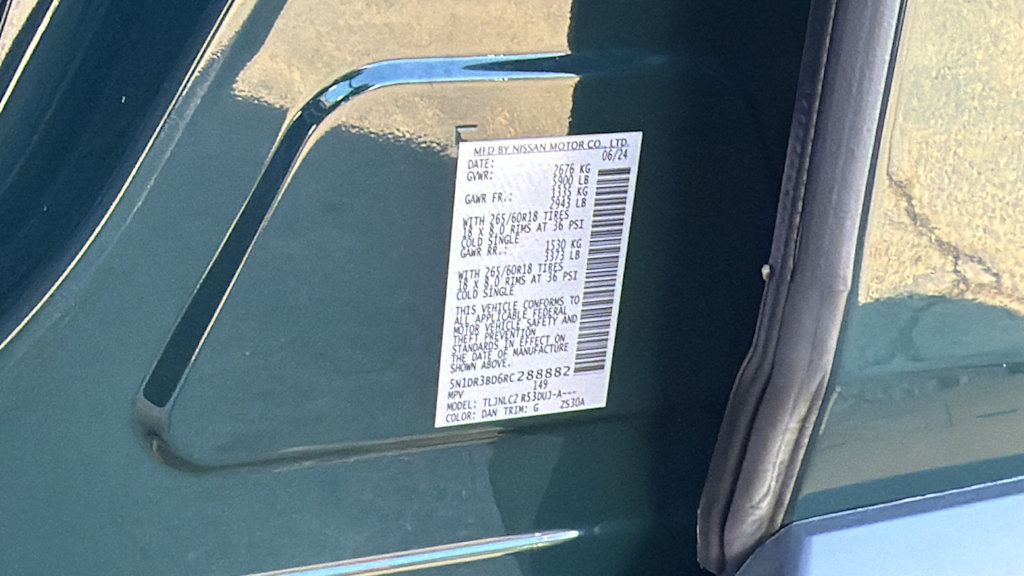 MFD BY NISSAN MOTOR CO., LTD.
DATE: 06/24
GVWR: 2676 KG
5900 LB
GAWR FR.: 1335 KG
2943 LB
WITH 265/60R18 TIRES
18 X 8.0 RIMS AT 36 PSI
COLD SINGLE
GAWR RR.: 1530 KG
3373 LB
WITH 265/60R18 TIRES
18 X 8.0 RIMS AT 36 PSI
COLD SINGLE
THIS VEHICLE CONFORMS TO
ALL APPLICABLE FEDERAL
MOTOR VEHICLE SAFETY AND
THEFT PREVENTION
STANDARDS IN EFFECT ON
THE DATE OF MANUFACTURE
SHOWN ABOVE.
5N1DR3BD6RC288882
MPV 149
MODEL: TLJNLC2 R53DUJ-A---
COLOR: DAN TRIM: G ZS30A